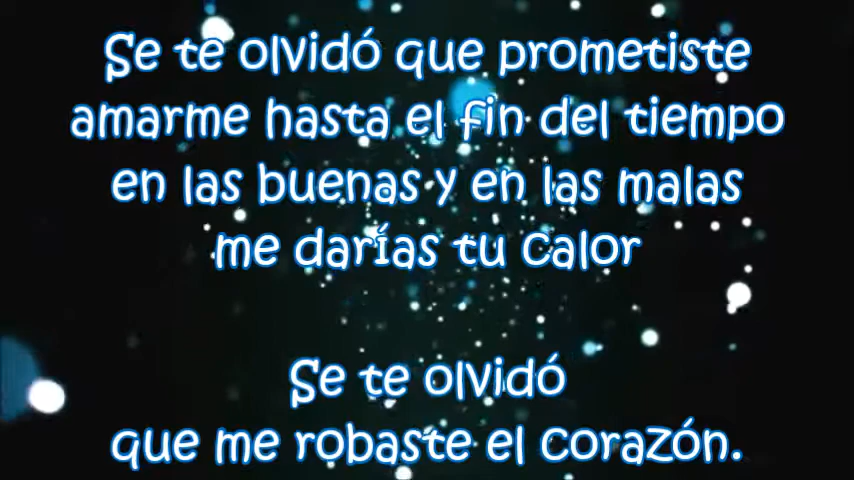 Se te olvidó que prometiste
amarme hasta el fin del tiempo
en las buenas y en las malas
me darías tu calor
Se te olvidó
que me robaste el corazón.